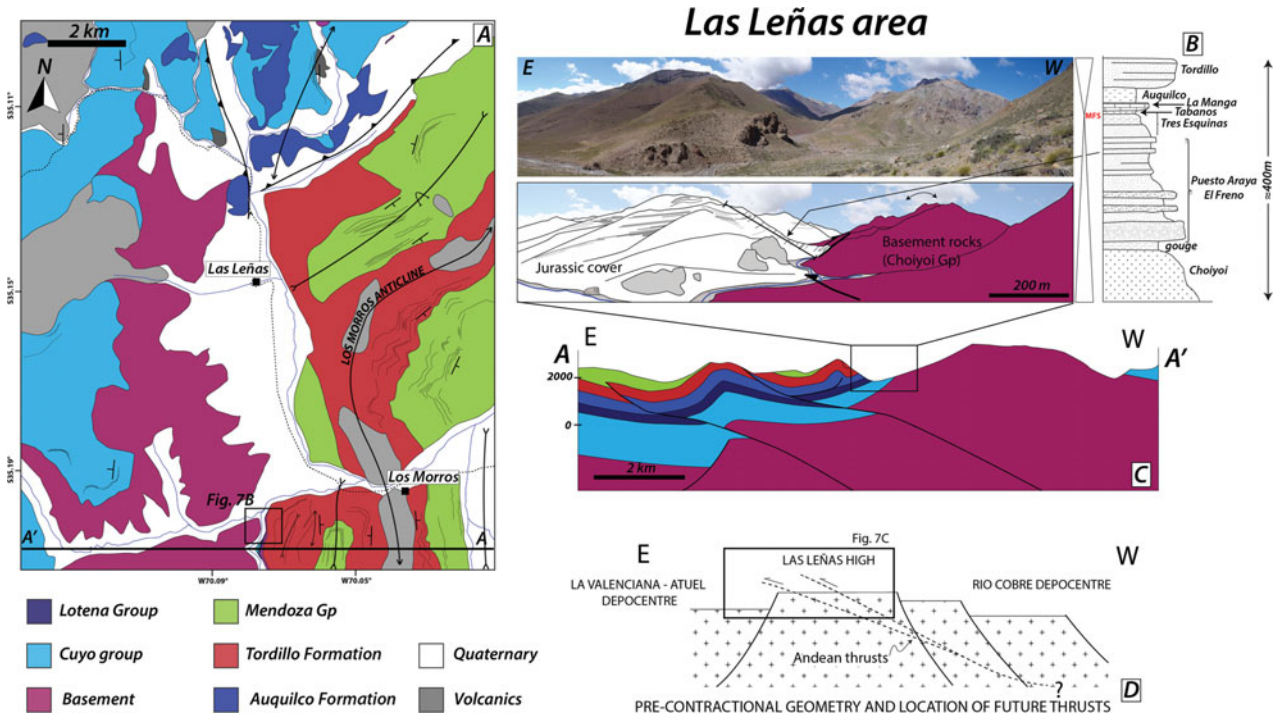 Las Leñas area
2 km
A
N
S35.11°
S35.15°
S35.19°
Las Leñas
LOS MORROS ANTICLINE
Los Morros
Fig. 7B
A'
A
W70.09°
W70.05°
Lotena Group
Mendoza Gp
Cuyo group
Tordillo Formation
Quaternary
Basement
Auquilco Formation
Volcanics
E
W
Jurassic cover
Basement rocks
(Choiyoi Gp)
200 m
B
MFS
Tordillo
Auquilco
La Manga
Tabanos
Tres Esquinas
Puesto Araya
El Freno
gouge
Choiyoi
≈400m
E
W
A
A'
2000
0
2 km
C
Fig. 7C
E
W
LAS LEÑAS HIGH
LA VALENCIANA - ATUEL
DEPOCENTRE
RIO COBRE DEPOCENTRE
Andean thrusts
?
D
PRE-CONTRACTIONAL GEOMETRY AND LOCATION OF FUTURE THRUSTS